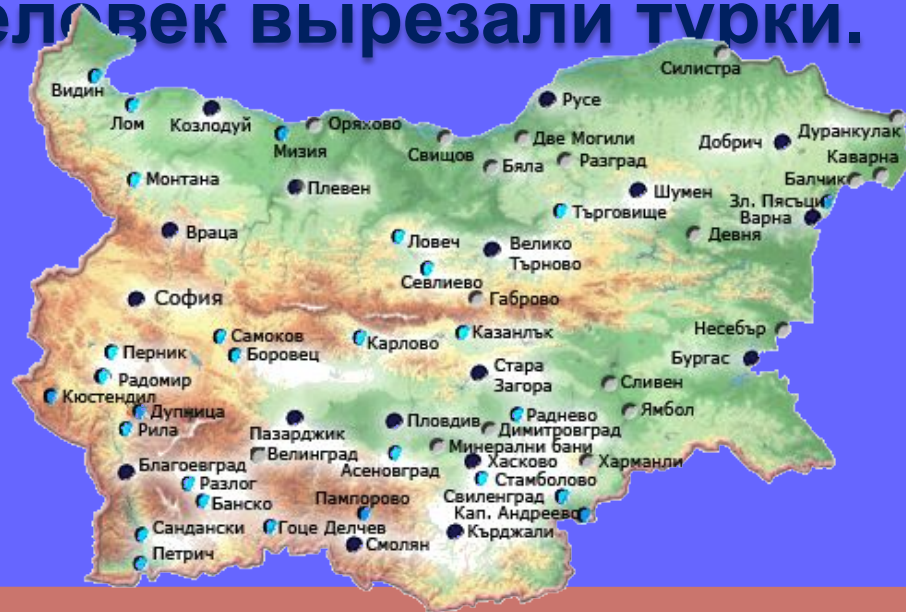 век вырезали турки.
Силистра
Видин
Русе
Лом
Козлодуй
Оряхово
Мизия
Свищов
Две Могили
Бяла
Разград
Добрич
Дуранкулак
Каварна
Балчик
Монтана
Плевен
Шумен
Зл. Пясъци
Търговище
Варна
Девня
Враца
Ловеч
Велико
Търново
Севлиево
София
Габрово
Самоков
Боровец
Карлово
Казанлък
Несебър
Перник
Бургас
Радомир
Стара
Загора
Сливен
Кюстендил
Дупница
Рила
Пазарджик
Пловдив
Раднево
Ямбол
Димитровград
Минерални бани
Велинград
Благоевград
Асеновград
Хасково
Харманли
Разлог
Стамболово
Банско
Пампорово
Свиленград
Кап. Андреево
Сандански
Гоце Делчев
Кърджали
Смолян
Петрич